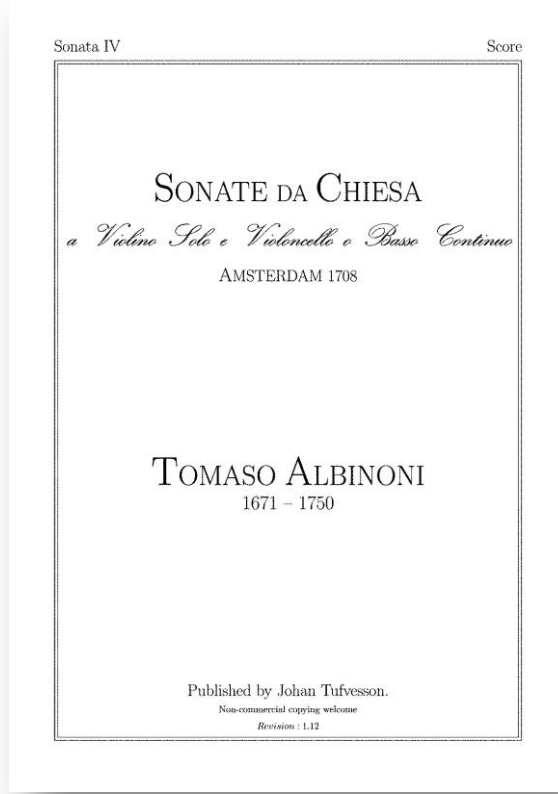 Sonata IV
Score
SONATE DA CHIESA
a Violino Solo e Violoncello o Basso Continuo
AMSTERDAM 1708
TOMASO ALBINONI
1671 – 1750
Published by Johan Tufvesson.
Non-commercial copying welcome
Revision : 1.12